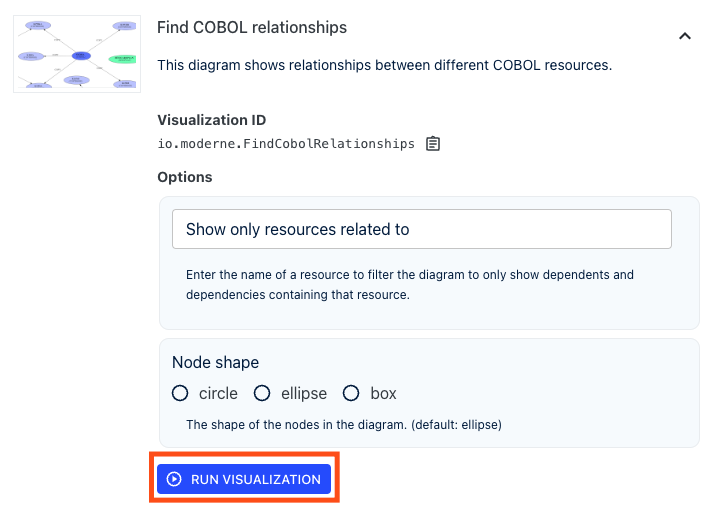 Find COBOL relationships
This diagram shows relationships between different COBOL resources.
Visualization ID
io.moderne.FindCobolRelationships
Options
Show only resources related to
Enter the name of a resource to filter the diagram to only show dependents and
dependencies containing that resource.
Node shape
circle ellipse box
The shape of the nodes in the diagram. (default: ellipse)
RUN VISUALIZATION